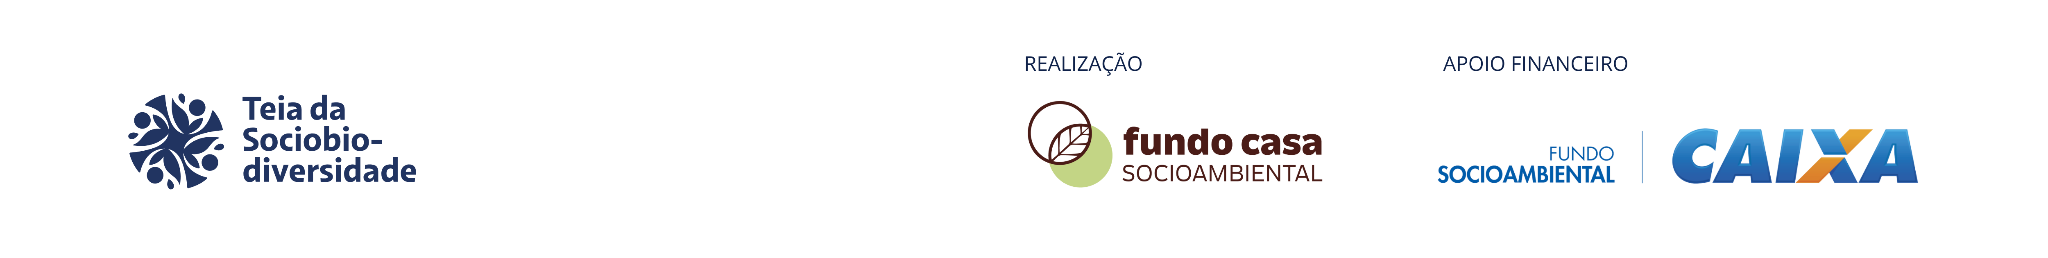 Teia da
Sociobio-
diversidade
REALIZAÇÃO
fundo casa
SOCIOAMBIENTAL
APOIO FINANCEIRO
FUNDO
SOCIOAMBIENTAL
CAIXA